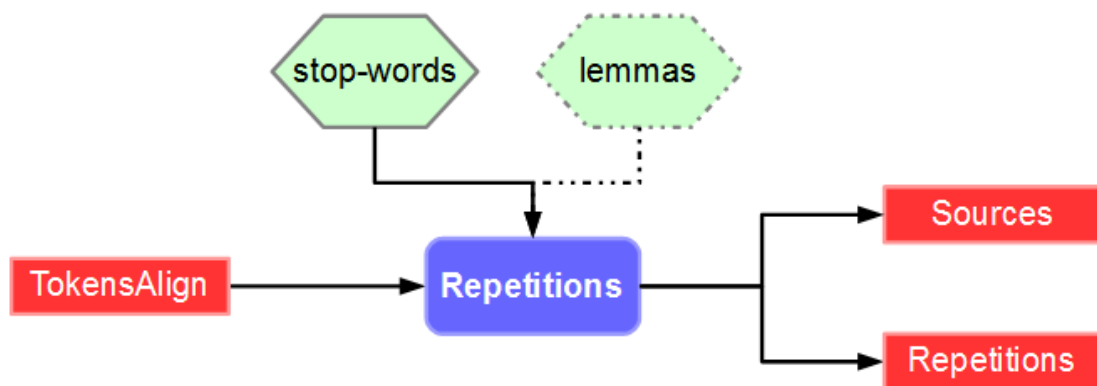 stop-words
lemmas
Sources
TokensAlign
Repetitions
Repetitions